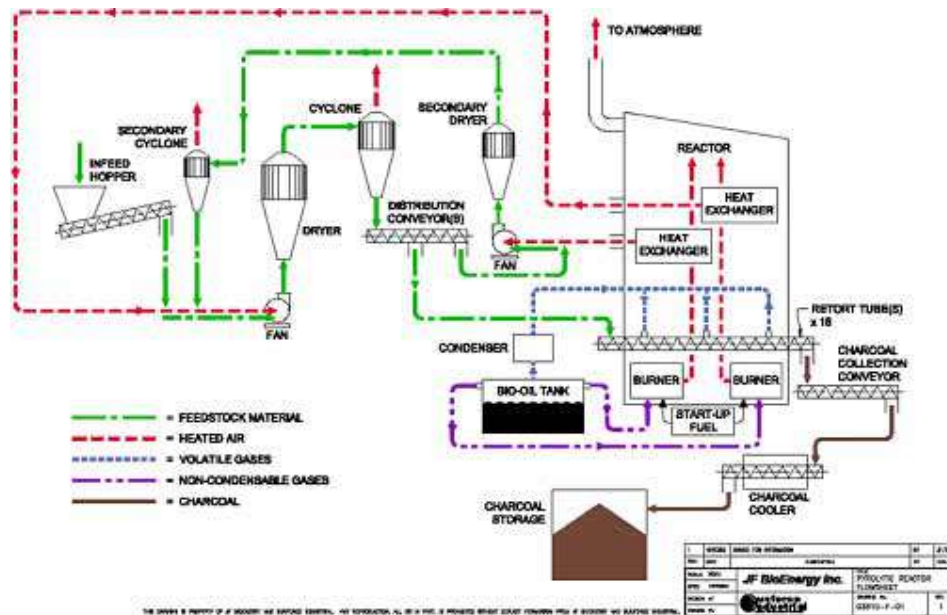 TO ATMOSPHERE
SECONDARY
CYCLONE
CYCLONE
SECONDARY
DRYER
INFEED
HOPPER
REACTOR
HEAT
EXCHANGER
DISTRIBUTION
CONVEYOR(S)
DRYER
HEAT
EXCHANGER
FAN
FAN
RETORT TUBE(S)
x 18
CONDENSER
CHARCOAL
COLLECTION
CONVEYOR
BIO-OIL TANK
BURNER
BURNER
START-UP
FUEL
= FEEDSTOCK MATERIAL
= HEATED AIR
= VOLATILE GASES
= NON-CONDENSABLE GASES
= CHARCOAL
CHARCOAL
STORAGE
CHARCOAL
COOLER
JF BioEnergy Inc.
PYROLYTIC REACTOR
FLOWSHEET